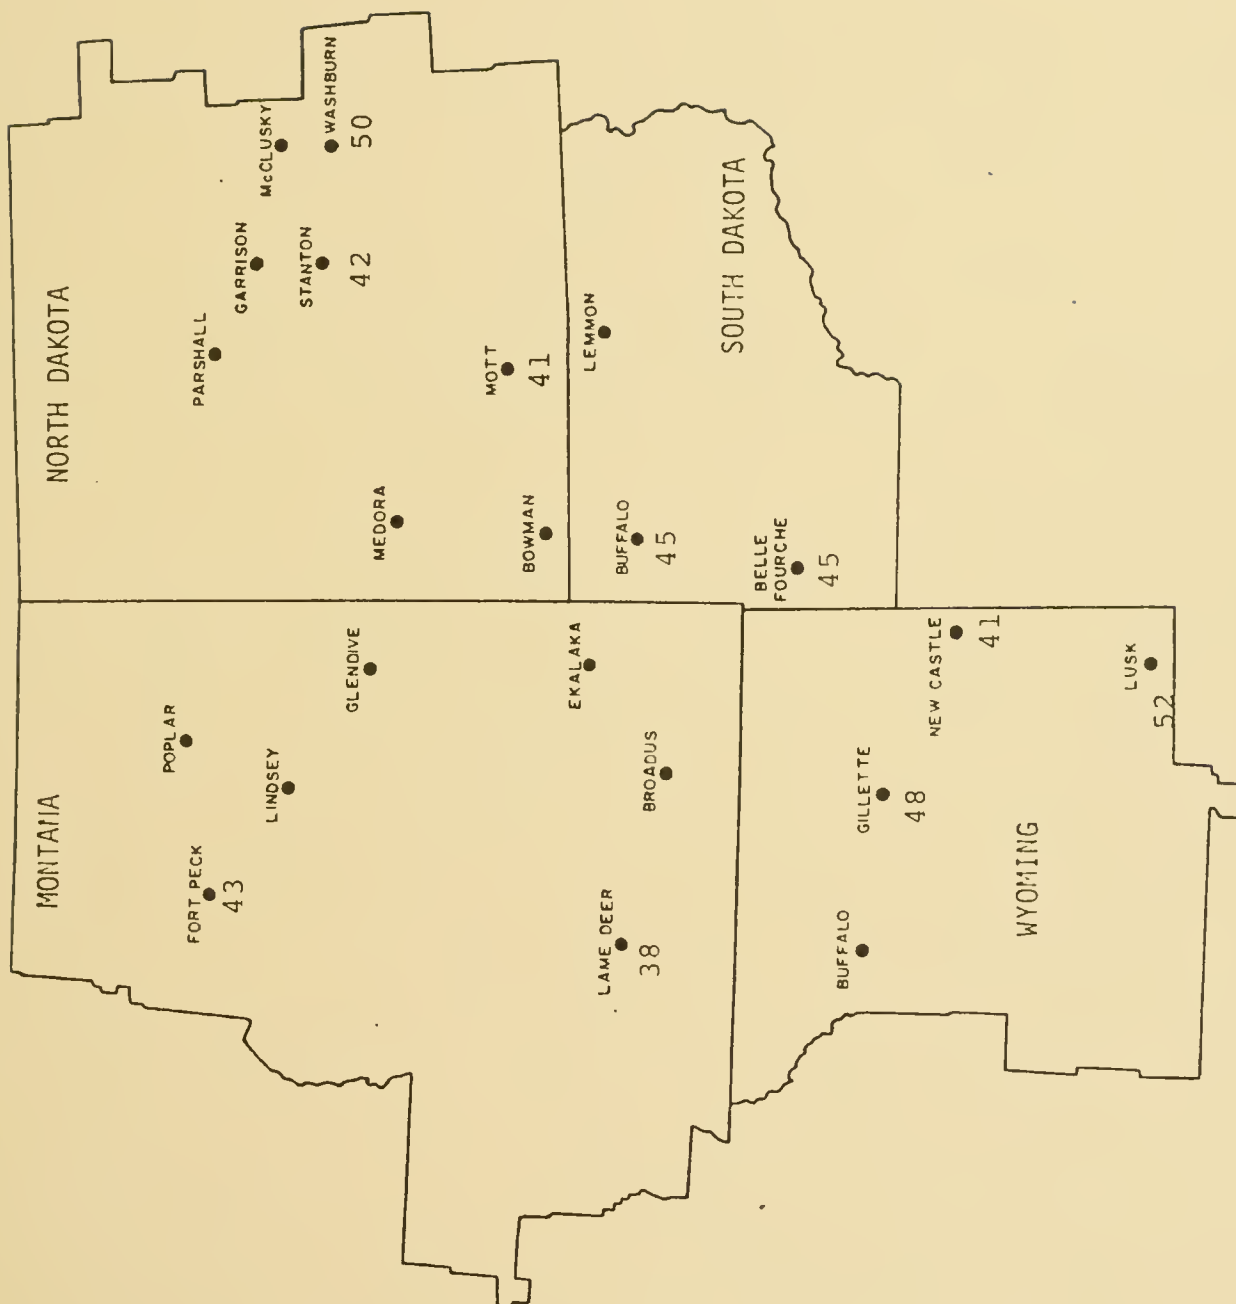 MONTANA
FORT PECK
43
POPLAR
LINDSEY
GLENDIVE
EKALAKA
BROADUS
LAME DEER
38
NORTH DAKOTA
PARSHALL
GARRISON
McCLUSKY
WASHBURN
50
STANTON
42
MEDORA
MOTT
41
BOWMAN
SOUTH DAKOTA
LEMMON
BUFFALO
45
BELLE
FOURCHE
45
WYOMING
BUFFALO
GILLETTE
48
NEW CASTLE
41
LUSK
52